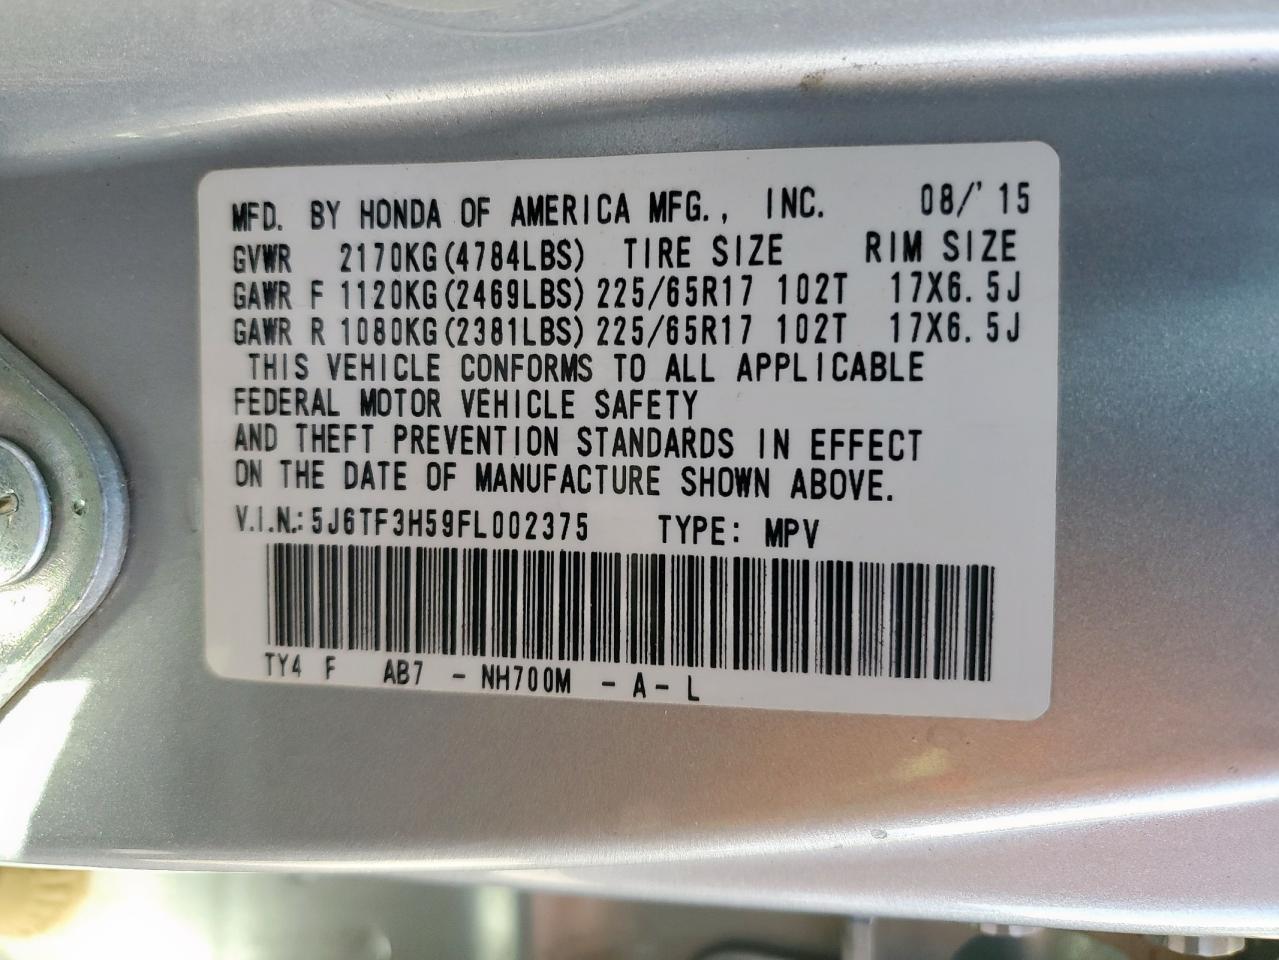 MFD. BY HONDA OF AMERICA MFG., INC. 08/'15
GVWR 2170KG(4784LBS) TIRE SIZE RIM SIZE
GAWR F 1120KG(2469LBS) 225/65R17 102T 17X6.5J
GAWR R 1080KG(2381LBS) 225/65R17 102T 17X6.5J
THIS VEHICLE CONFORMS TO ALL APPLICABLE
FEDERAL MOTOR VEHICLE SAFETY
AND THEFT PREVENTION STANDARDS IN EFFECT
ON THE DATE OF MANUFACTURE SHOWN ABOVE.
V.I.N.: 5J6TF3H59FL002375 TYPE: MPV
TY4 F AB7 - NH700M - A - L